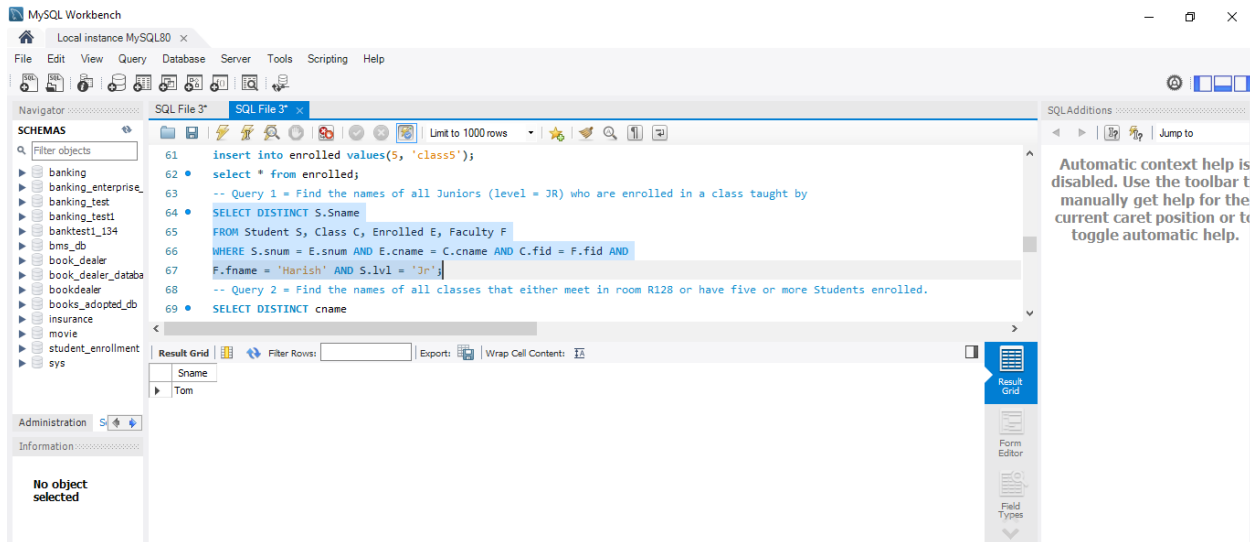 MySQL Workbench
Local instance MySQL80 ×
File Edit View Query Database Server Tools Scripting Help
Navigator
SCHEMAS
Filter objects
banking
banking_enterprise_
banking_test
banking_test1
banktest1_134
bms_db
book_dealer
book_dealer_databa
bookdealer
books_adopted_db
insurance
movie
student_enrollment
sys
Administration
Information
No object
selected
SQL File 3* SQL File 3* ×
Limit to 1000 rows
61 insert into enrolled values(5, 'class5');
62 select * from enrolled;
63 -- Query 1 = Find the names of all Juniors (level = JR) who are enrolled in a class taught by
64 SELECT DISTINCT S.Sname
65 FROM Student S, Class C, Enrolled E, Faculty F
66 WHERE S.snum = E.snum AND E.cname = C.cname AND C.fid = F.fid AND
67 F.fname = 'Harish' AND S.lvl = 'Jr';
68 -- Query 2 = Find the names of all classes that either meet in room R128 or have five or more Students enrolled.
69 SELECT DISTINCT cname
Result Grid Filter Rows: Export: Wrap Cell Content:
Sname
Tom
Result
Grid
Form
Editor
Field
Types
SQLAdditions
Jump to
Automatic context help is
disabled. Use the toolbar t
manually get help for the
current caret position or to
toggle automatic help.